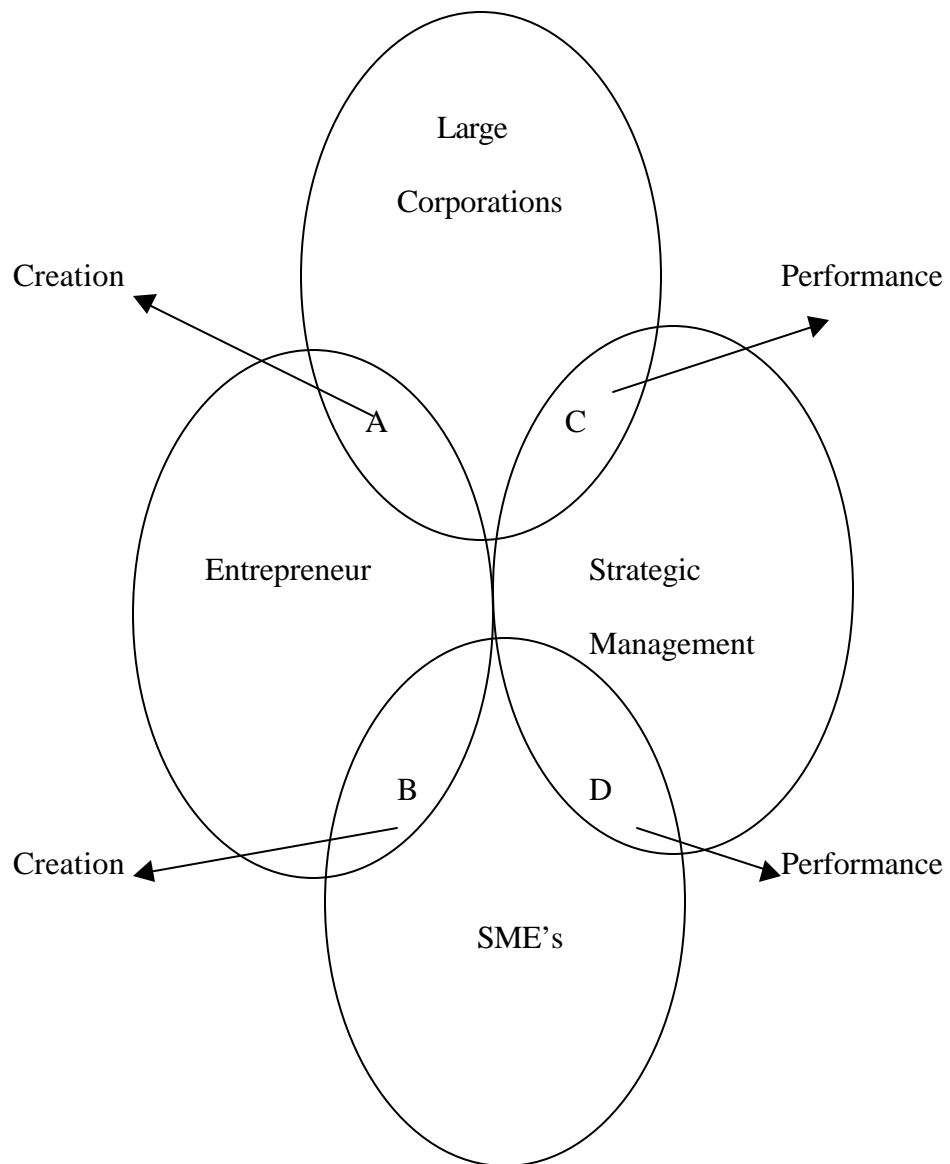 Large
Corporations
Creation
Performance
A
C
Entrepreneur
Strategic
Management
B
D
Creation
Performance
SME’s